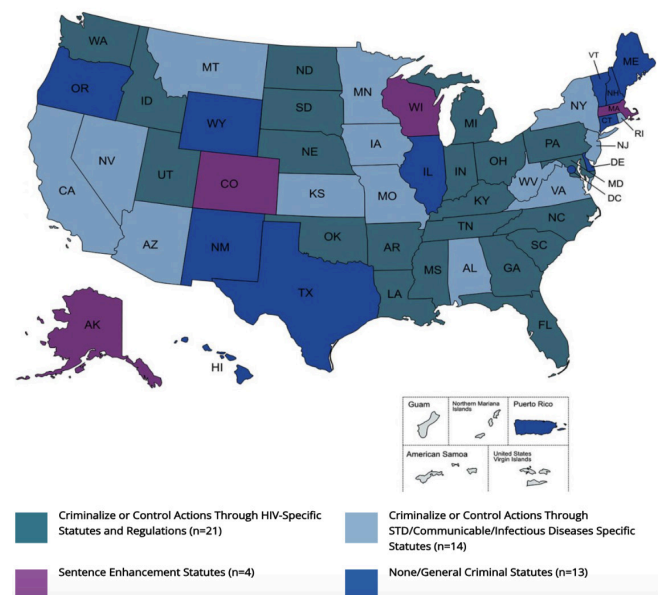 WA
MT
ND
MN
OR
ID
SD
WI
WY
MI
NE
IA
NV
UT
CO
IL
IN
OH
PA
NY
VT
ME
NH
MA
CT
RI
NJ
DE
MD
DC
CA
KS
MO
KY
WV
VA
AZ
NM
OK
AR
TN
NC
SC
TX
LA
MS
AL
GA
FL
AK
HI
Guam
Northern Mariana
Islands
Puerto Rico
American Samoa
United States
Virgin Islands
Criminalize or Control Actions Through HIV-Specific
Statutes and Regulations (n=21)
Criminalize or Control Actions Through
STD/Communicable/Infectious Diseases Specific
Statutes (n=14)
Sentence Enhancement Statutes (n=4)
None/General Criminal Statutes (n=13)